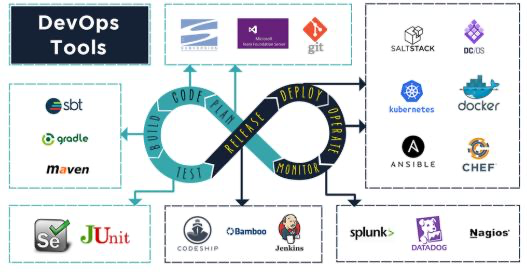 DevOps
Tools
SUBVERSION
Microsoft
Team Foundation Server
git
SALTSTACK
DC/OS
kubernetes
docker
ANSIBLE
CHEF
sbt
gradle
maven
BUILD
CODE
PLAN
TEST
RELEASE
DEPLOY
OPERATE
MONITOR
Se
JUnit
CODESHIP
Bamboo
Jenkins
splunk>
DATADOG
Nagios